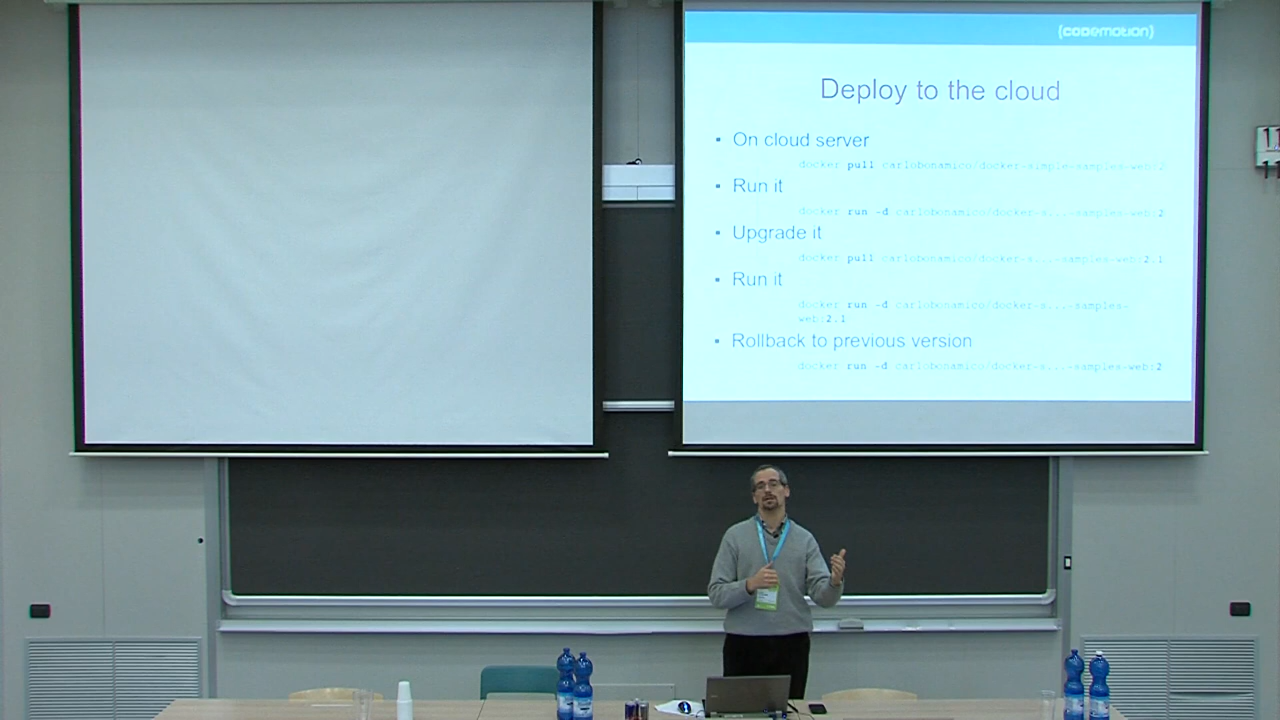 {codemotion}
Deploy to the cloud
▪ On cloud server
docker pull carlobonamico/docker-simple-samples-web:2
▪ Run it
docker run -d carlobonamico/docker-s...-samples-web:2
▪ Upgrade it
docker pull carlobonamico/docker-s...-samples-web:2.1
▪ Run it
docker run -d carlobonamico/docker-s...-samples-
web:2.1
▪ Rollback to previous version
docker run -d carlobonamico/docker-s...-samples-web:2